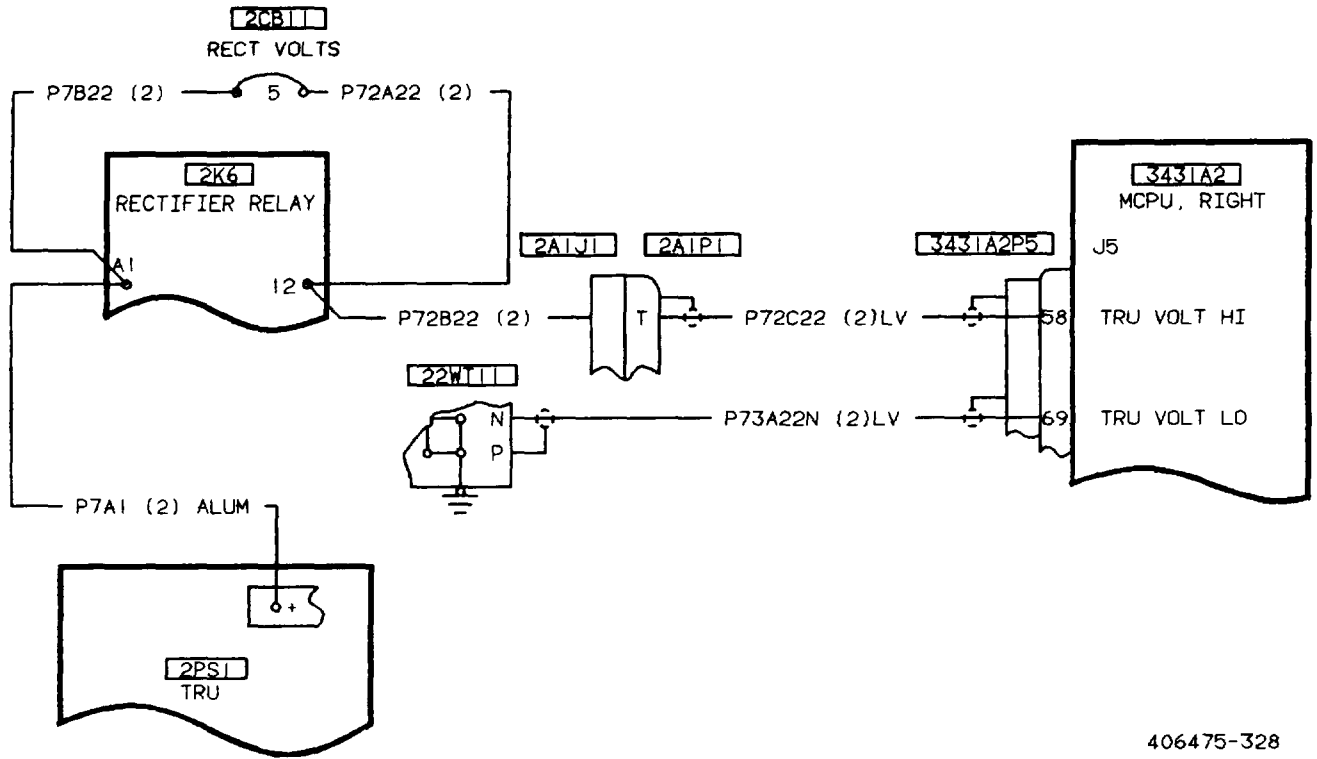 2CB11
RECT VOLTS
P7B22 (2)
5
P72A22 (2)
2K6
RECTIFIER RELAY
A1
12
P72B22 (2)
2A1J1
2A1P1
T
P72C22 (2)LV
3431A2P5
3431A2
MCPU, RIGHT
J5
58
TRU VOLT HI
22WT11
N
P
P73A22N (2)LV
69
TRU VOLT LO
P7A1 (2) ALUM
+
2PS1
TRU
406475-328